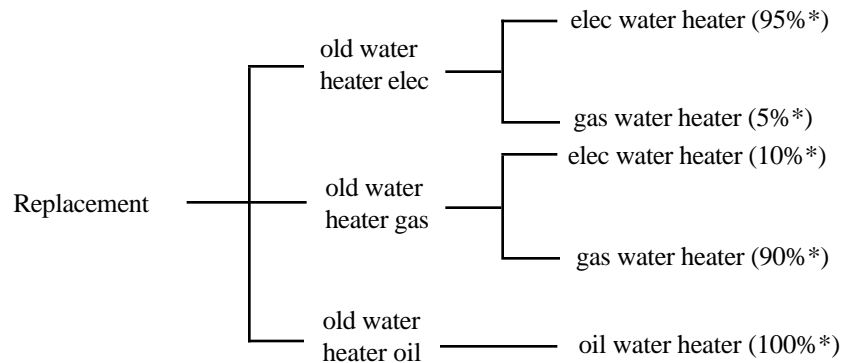 elec water heater (95%*)
old water
heater elec
gas water heater (5%*)
elec water heater (10%*)
Replacement
old water
heater gas
gas water heater (90%*)
old water
heater oil
oil water heater (100%*)